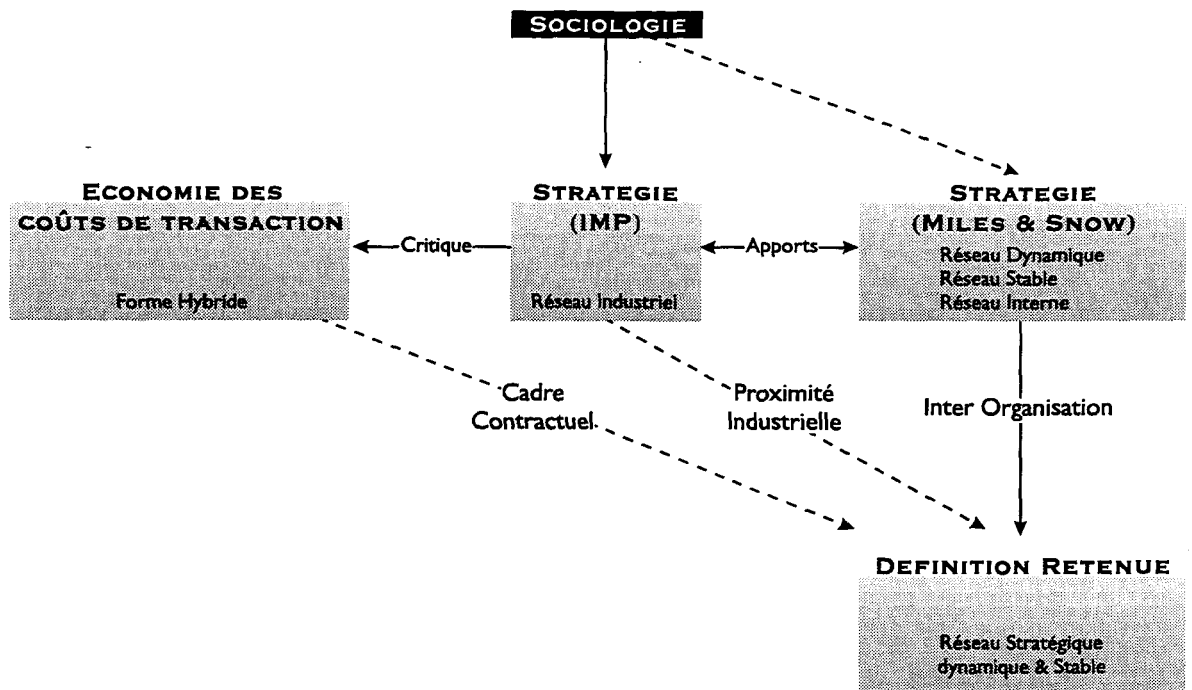 SOCIOLOGIE
ECONOMIE DES
COÛTS DE TRANSACTION
Forme Hybride
Critique
STRATEGIE
(IMP)
Réseau Industriel
Apports
STRATEGIE
(MILES & SNOW)
Réseau Dynamique
Réseau Stable
Réseau Interne
Cadre
Contractuel
Proximité
Industrielle
Inter Organisation
DEFINITION RETENUE
Réseau Stratégique
dynamique & Stable